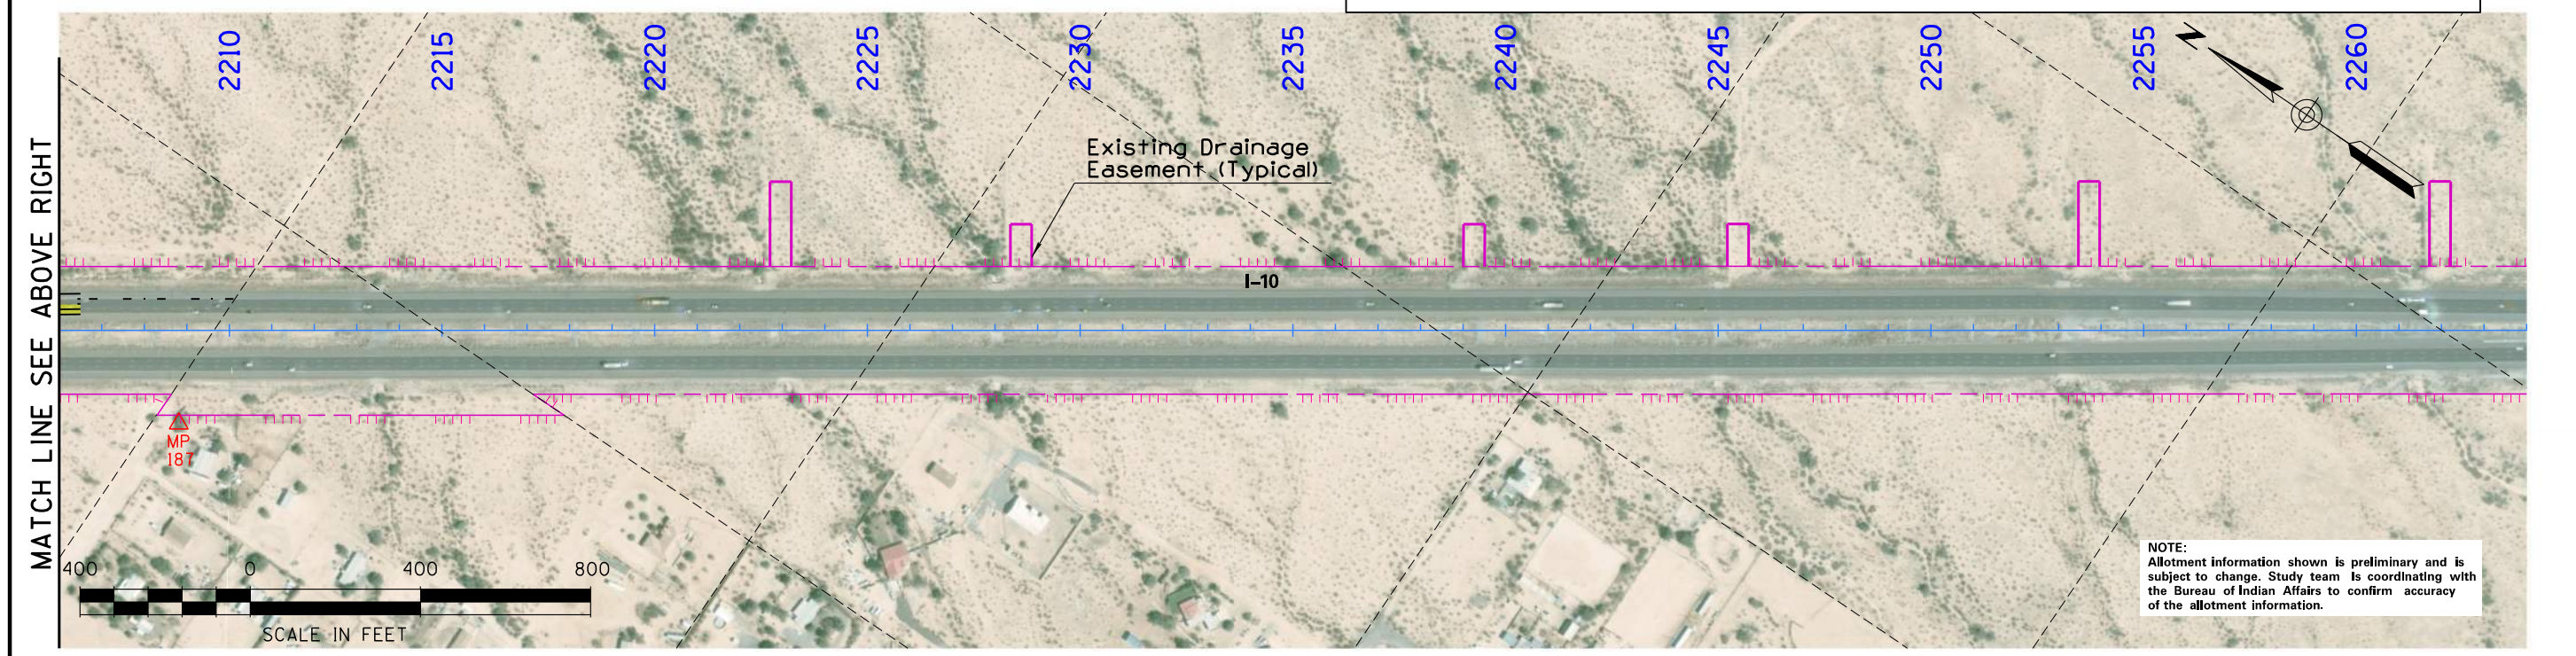 2210
2215
2220
2225
2230
2235
2240
2245
2250
2255
2260
N
MATCH LINE SEE ABOVE RIGHT
Existing Drainage
Easement (Typical)
I-10
MP
187
400 0 400 800
SCALE IN FEET
NOTE:
Allotment information shown is preliminary and is
subject to change. Study team is coordinating with
the Bureau of Indian Affairs to confirm accuracy
of the allotment information.